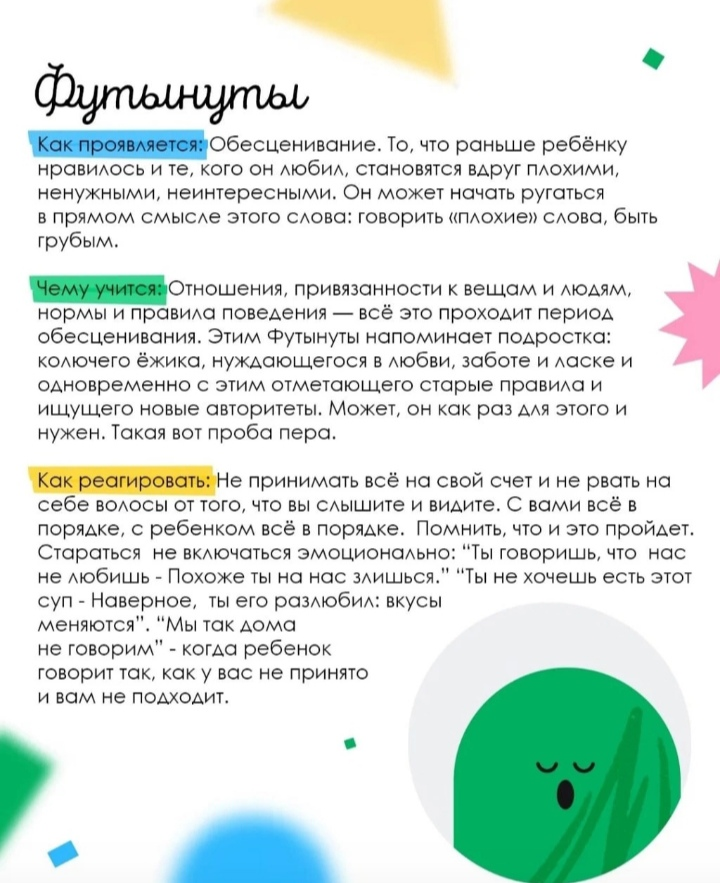 Футынуты
Как проявляется: Обесценивание. То, что раньше ребёнку
нравилось и те, кого он любил, становятся вдруг плохими,
ненужными, неинтересными. Он может начать ругаться
в прямом смысле этого слова: говорить «плохие» слова, быть
грубым.
Чему учится: Отношения, привязанности к вещам и людям,
нормы и правила поведения — всё это проходит период
обесценивания. Этим Футынуты напоминает подростка:
колючего ёжика, нуждающегося в любви, заботе и ласке и
одновременно с этим отметающего старые правила и
ищущего новые авторитеты. Может, он как раз для этого и
нужен. Такая вот проба пера.
Как реагировать: Не принимать всё на свой счет и не рвать на
себе волосы от того, что вы слышите и видите. С вами всё в
порядке, с ребенком всё в порядке. Помнить, что и это пройдет.
Стараться не включаться эмоционально: “Ты говоришь, что нас
не любишь - Похоже ты на нас злишься.” “Ты не хочешь есть этот
суп - Наверное, ты его разлюбил: вкусы
меняются”. “Мы так дома
не говорим” - когда ребенок
говорит так, как у вас не принято
и вам не подходит.